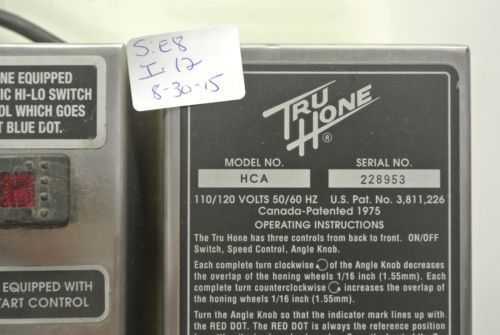 S:E8
I:12
8-30-15
NE EQUIPPED
IC HI-LO SWITCH
OL WHICH GOES
T BLUE DOT.
EQUIPPED WITH
TART CONTROL
TRU
HONE
®
MODEL NO.
SERIAL NO.
HCA
228953
110/120 VOLTS 50/60 HZ U.S. Pat. No. 3,811,226
Canada-Patented 1975
OPERATING INSTRUCTIONS
The Tru Hone has three controls from back to front. ON/OFF
Switch, Speed Control, Angle Knob.
Each complete turn clockwise of the Angle Knob decreases
the overlap of the honing wheels 1/16 inch (1.55mm). Each
complete turn counterclockwise increases the overlap of
the honing wheels 1/16 inch (1.55mm).
Turn the Angle Knob so that the indicator mark lines up with
the RED DOT. The RED DOT is always the reference position